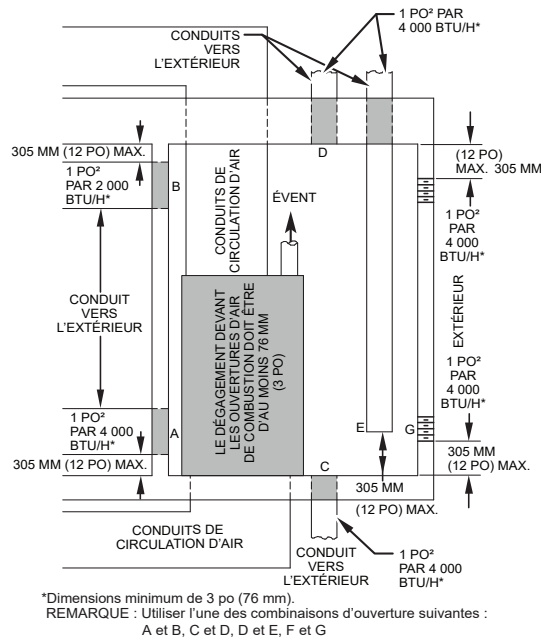 CONDUITS
VERS
L'EXTÉRIEUR
1 PO² PAR
4 000
BTU/H*
305 MM (12 PO) MAX.
1 PO²
PAR 2 000
BTU/H*
B
CONDUIT
VERS
L'EXTÉRIEUR
1 PO²
PAR 4 000
BTU/H*
A
305 MM (12 PO) MAX.
CONDUITS DE
CIRCULATION D'AIR
ÉVENT
D
LE DÉGAGEMENT DEVANT
LES OUVERTURES D'AIR
DE COMBUSTION DOIT ÊTRE
D'AU MOINS 76 MM
(3 PO)
(12 PO)
MAX. 305 MM
1 PO²
PAR
4 000
BTU/H*
EXTÉRIEUR
1 PO²
PAR
4 000
BTU/H*
E
G
305 MM
(12 PO) MAX.
C
305 MM
(12 PO) MAX.
CONDUITS DE
CIRCULATION D'AIR
CONDUIT
VERS
L'EXTÉRIEUR
1 PO²
PAR 4 000
BTU/H*
*Dimensions minimum de 3 po (76 mm).
REMARQUE : Utiliser l'une des combinaisons d'ouverture suivantes :
A et B, C et D, D et E, F et G